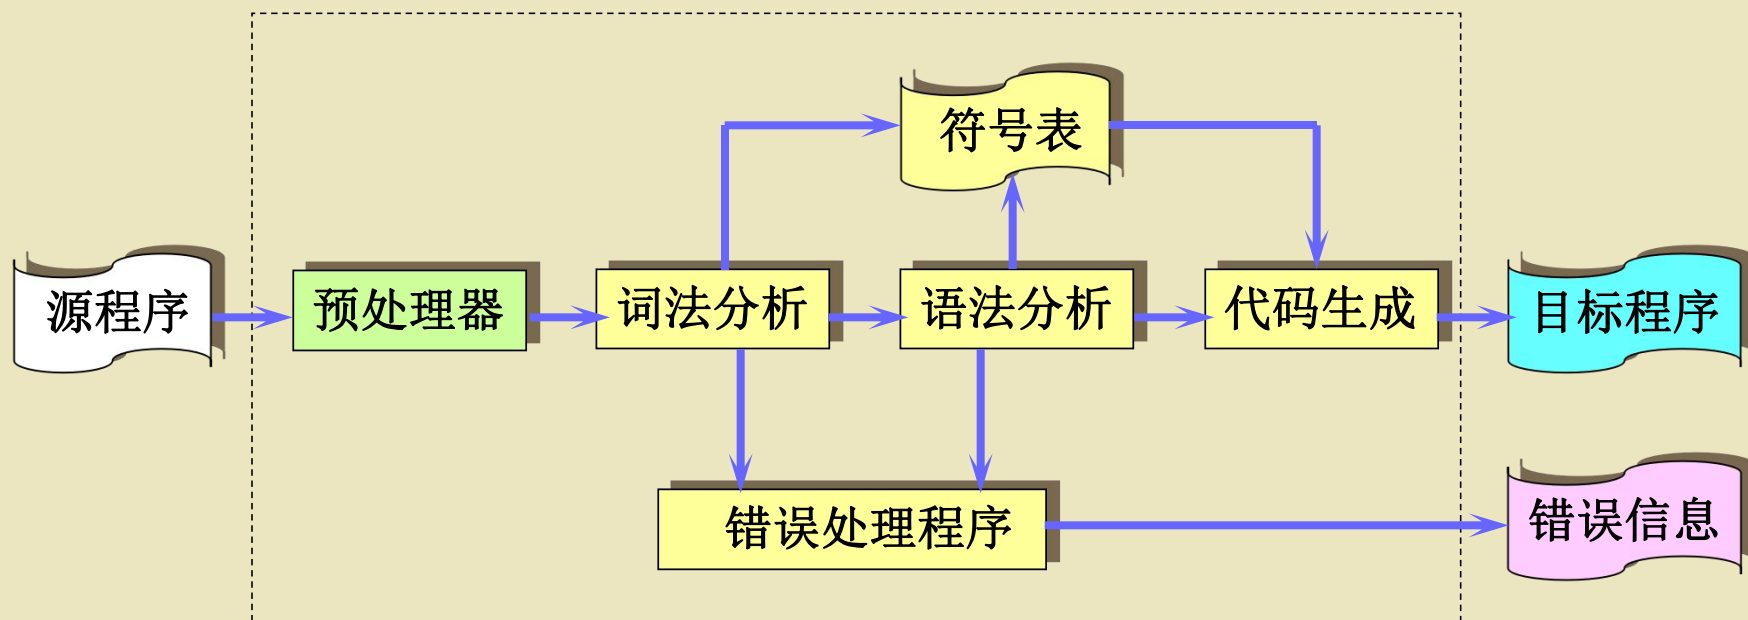 符号表
源程序
预处理器
词法分析
语法分析
代码生成
目标程序
错误处理程序
错误信息